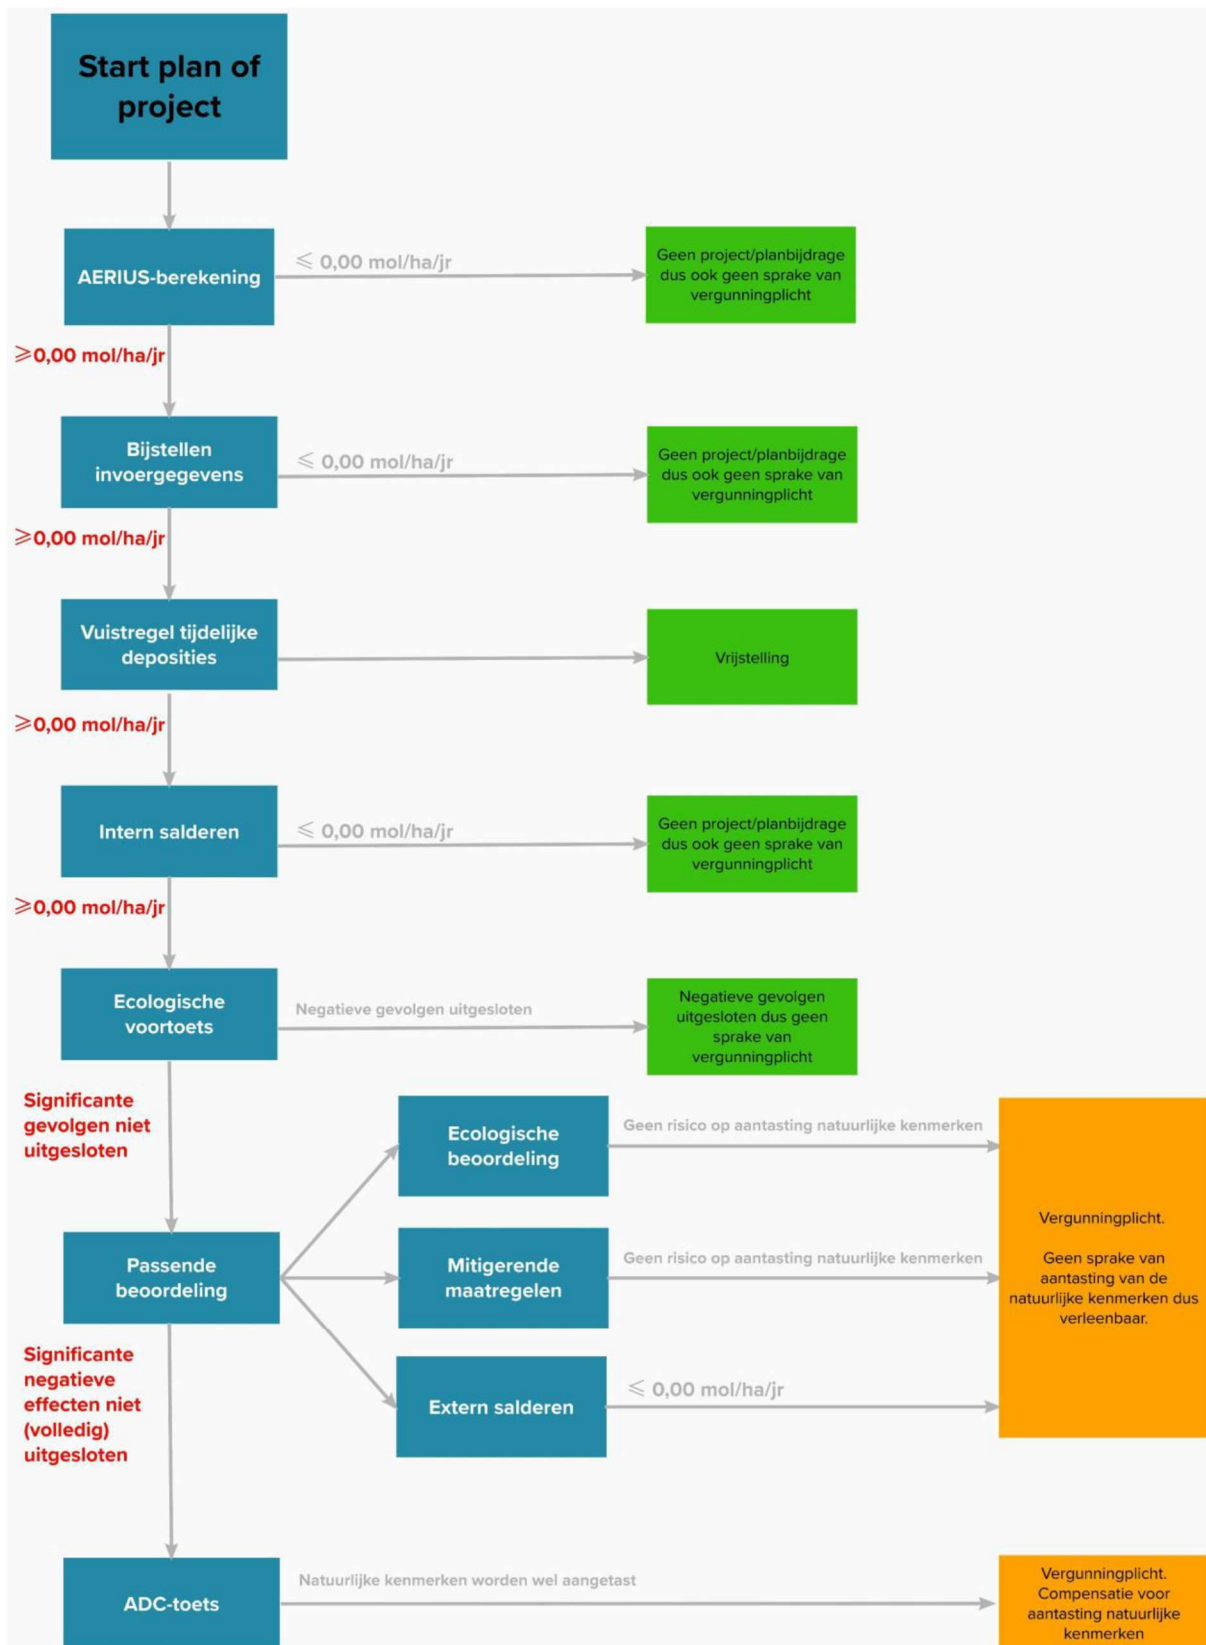 Start plan of
project
AERIUS-berekening
⩽ 0,00 mol/ha/jr
Geen project/planbijdrage
dus ook geen sprake van
vergunningplicht
⩾0,00 mol/ha/jr
Bijstellen
invoergegevens
⩽ 0,00 mol/ha/jr
Geen project/planbijdrage
dus ook geen sprake van
vergunningplicht
⩾0,00 mol/ha/jr
Vuistregel tijdelijke
deposities
Vrijstelling
⩾0,00 mol/ha/jr
Intern salderen
⩽ 0,00 mol/ha/jr
Geen project/planbijdrage
dus ook geen sprake van
vergunningplicht
⩾0,00 mol/ha/jr
Ecologische
voortoets
Negatieve gevolgen uitgesloten
Negatieve gevolgen
uitgesloten dus geen
sprake van
vergunningplicht
Significante
gevolgen niet
uitgesloten
Ecologische
beoordeling
Geen risico op aantasting natuurlijke kenmerken
Passende
beoordeling
Mitigerende
maatregelen
Geen risico op aantasting natuurlijke kenmerken
Vergunningplicht.
Geen sprake van
aantasting van de
natuurlijke kenmerken dus
verleenbaar.
Significante
negatieve
effecten niet
(volledig)
uitgesloten
Extern salderen
⩽ 0,00 mol/ha/jr
ADC-toets
Natuurlijke kenmerken worden wel aangetast
Vergunningplicht.
Compensatie voor
aantasting natuurlijke
kenmerken